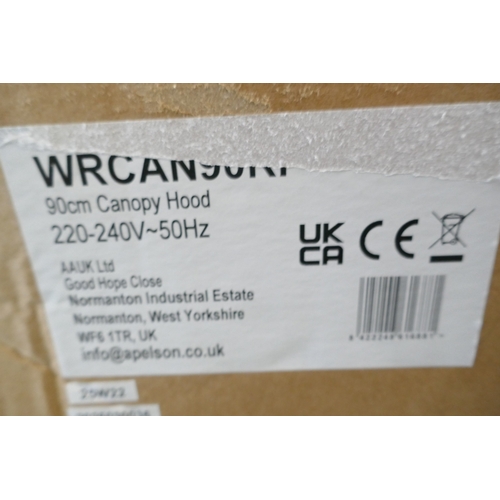 WRCAN90
90cm Canopy Hood
220-240V~50Hz
AAUK Ltd
Good Hope Close
Normanton Industrial Estate
Normanton, West Yorkshire
WF6 1TR, UK
info@apelson.co.uk
UK
CA
CE
25W22